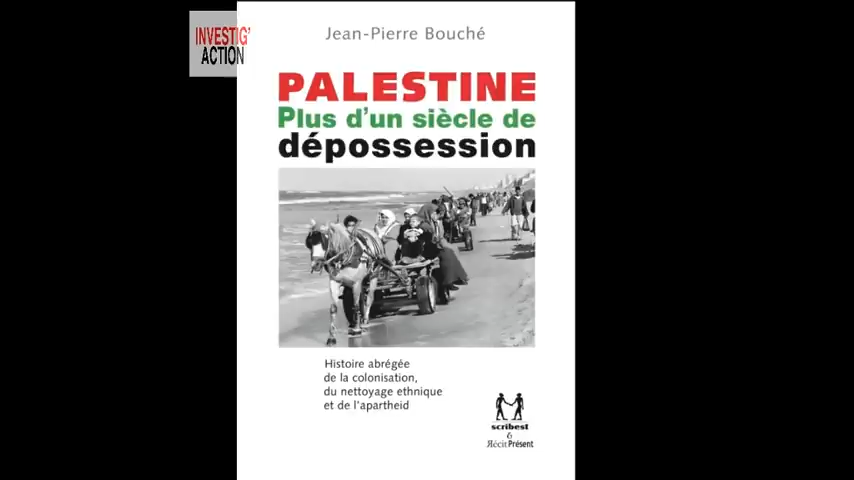 INVESTIG'
ACTION
Jean-Pierre Bouché
PALESTINE
Plus d'un siècle de
dépossession
Histoire abrégée
de la colonisation,
du nettoyage ethnique
et de l'apartheid
scribest
&
Récit Présent